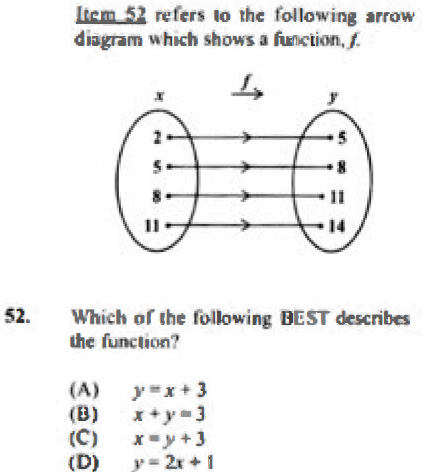 Item 52 refers to the following arrow
diagram which shows a function, f.
f
x y
2 5
5 8
8 11
11 14
52. Which of the following BEST describes
the function?
(A) y = x + 3
(B) x + y = 3
(C) x = y + 3
(D) y = 2x + 1